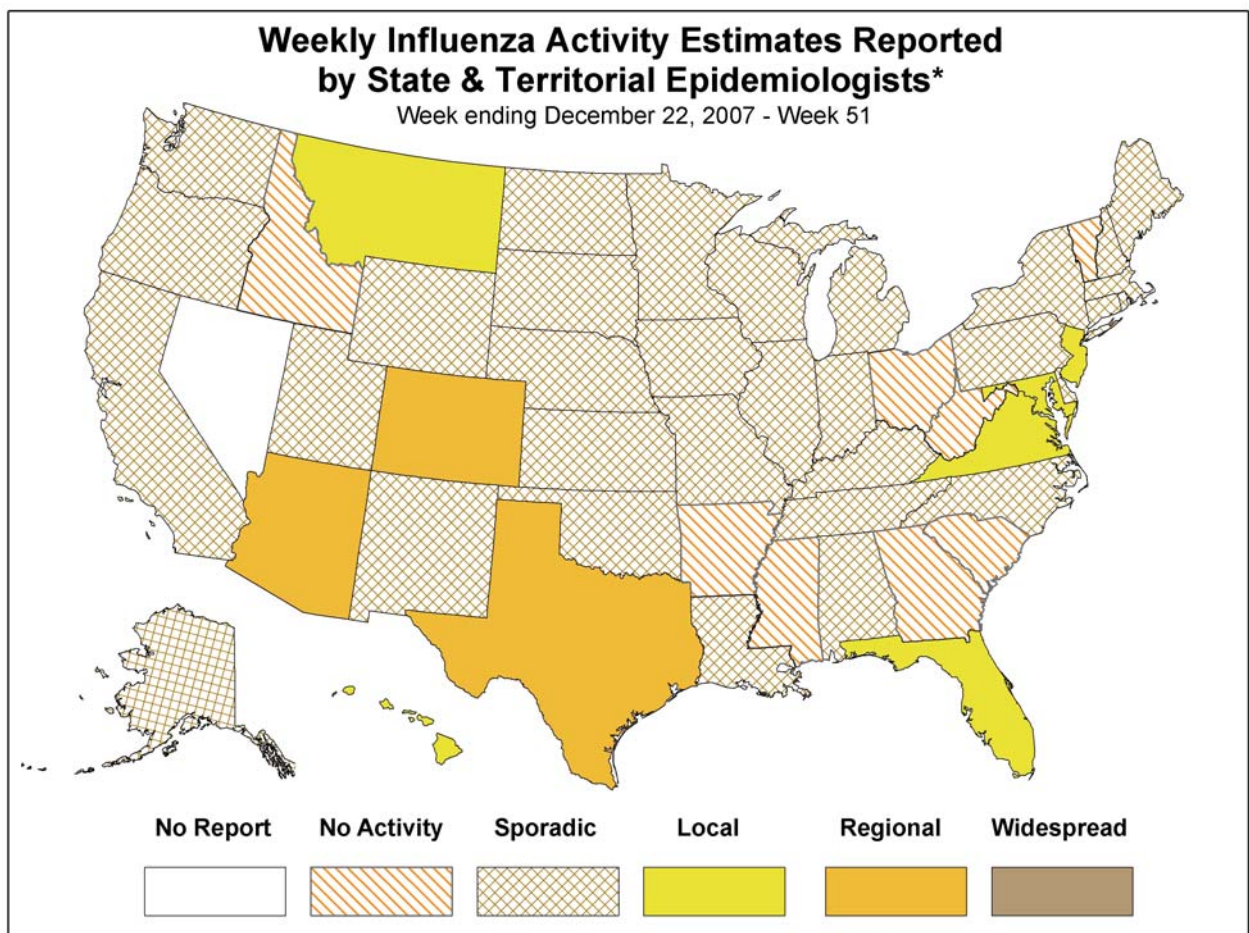 Weekly Influenza Activity Estimates Reported
by State & Territorial Epidemiologists*
Week ending December 22, 2007 - Week 51
No Report
No Activity
Sporadic
Local
Regional
Widespread